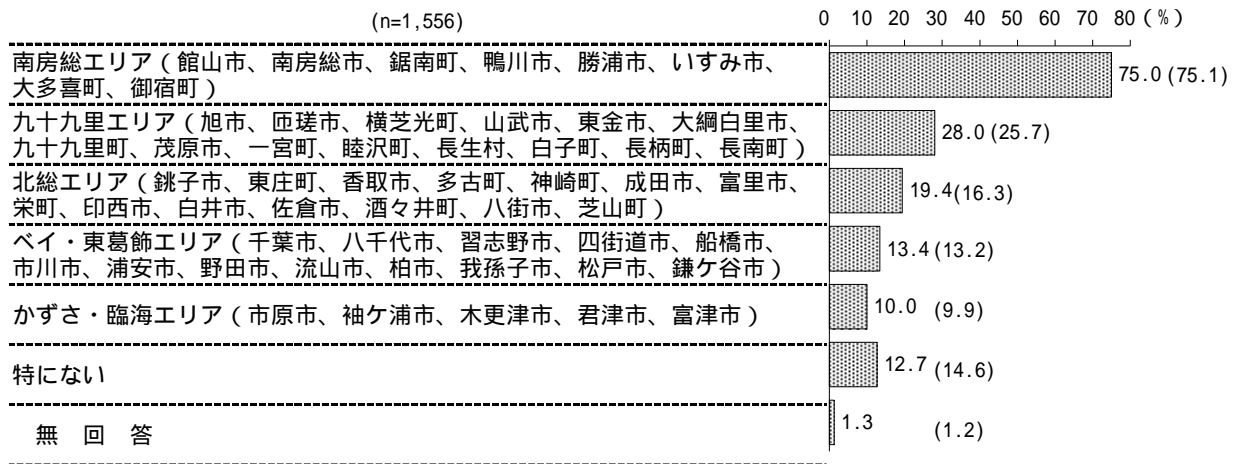 (n=1,556)
0 10 20 30 40 50 60 70 80 (%)
南房総エリア(館山市、南房総市、鋸南町、鴨川市、勝浦市、いすみ市、
大多喜町、御宿町)
75.0 (75.1)
九十九里エリア(旭市、匝瑳市、横芝光町、山武市、東金市、大綱白里市、
九十九里町、茂原市、一宮町、睦沢町、長生村、白子町、長柄町、長南町)
28.0 (25.7)
北総エリア(銚子市、東庄町、香取市、多古町、神崎町、成田市、富里市、
栄町、印西市、白井市、佐倉市、酒々井町、八街市、芝山町)
19.4 (16.3)
ベイ・東葛飾エリア(千葉市、八千代市、習志野市、四街道市、船橋市、
市川市、浦安市、野田市、流山市、柏市、我孫子市、松戸市、鎌ケ谷市)
13.4 (13.2)
かずさ・臨海エリア(市原市、袖ケ浦市、木更津市、君津市、富津市)
10.0 (9.9)
特にない
12.7 (14.6)
無 回 答
1.3 (1.2)